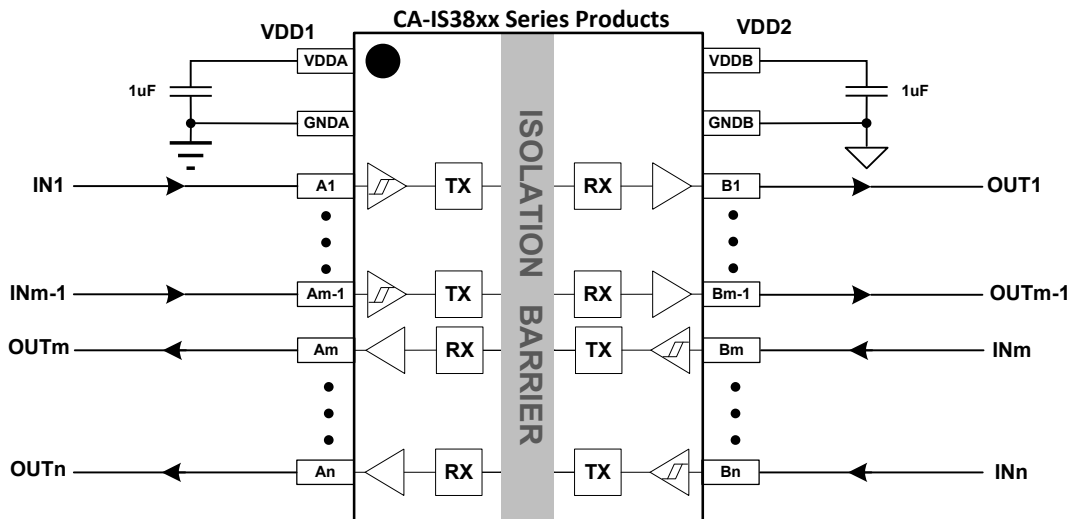 CA-IS38xx Series Products
VDD1
VDD2
VDDA
VDDB
1uF
1uF
GNDA
GNDB
ISOLATION BARRIER
IN1
A1
TX
RX
B1
OUT1
INm-1
Am-1
TX
RX
Bm-1
OUTm-1
OUTm
Am
RX
TX
Bm
INm
OUTn
An
RX
TX
Bn
INn